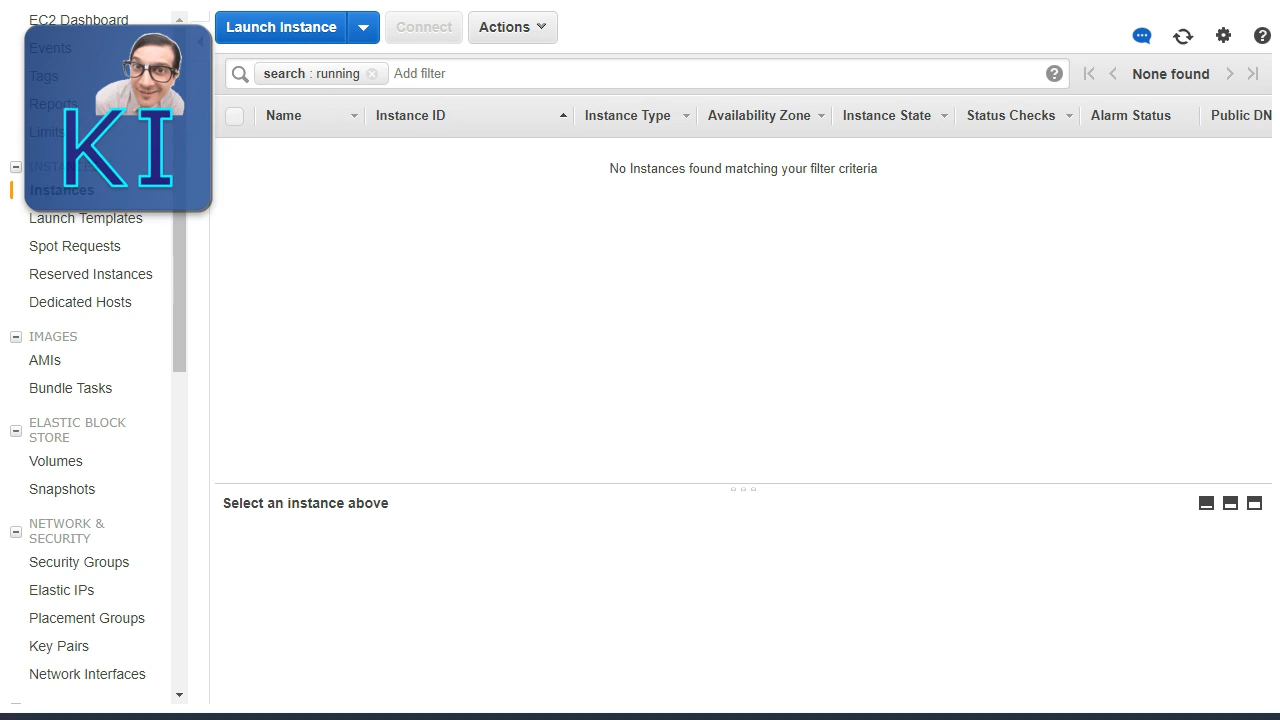 EC2 Dashboard
Events
Tags
Reports
Limits
INSTANCES
Instances
Launch Templates
Spot Requests
Reserved Instances
Dedicated Hosts
IMAGES
AMIs
Bundle Tasks
ELASTIC BLOCK
STORE
Volumes
Snapshots
NETWORK &
SECURITY
Security Groups
Elastic IPs
Placement Groups
Key Pairs
Network Interfaces
KI
Launch Instance
Connect
Actions
search : running
Add filter
None found
Name
Instance ID
Instance Type
Availability Zone
Instance State
Status Checks
Alarm Status
Public DN
No Instances found matching your filter criteria
Select an instance above